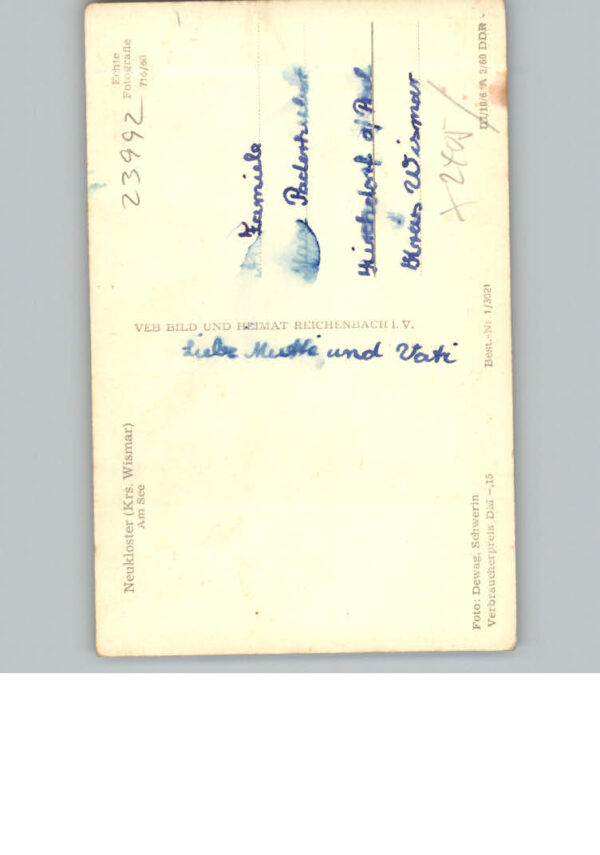 Neukloster (Krs. Wismar)
Am See
Echte
Fotografie
716/60
23992
VEB BILD UND HEIMAT REICHENBACH I. V.
Liebe Mutti und Vati
Familie
Kirchdorf a/ Poel
Kreis Wismar
Foto: Dewag, Schwerin
Verbraucherpreis DM -,15
Best.-Nr. 1/3021
III/18/6 A 2/60 DDR